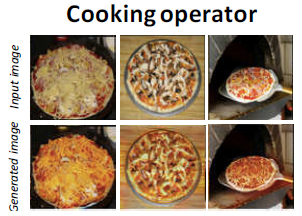 Cooking operator
Input image
Generated image